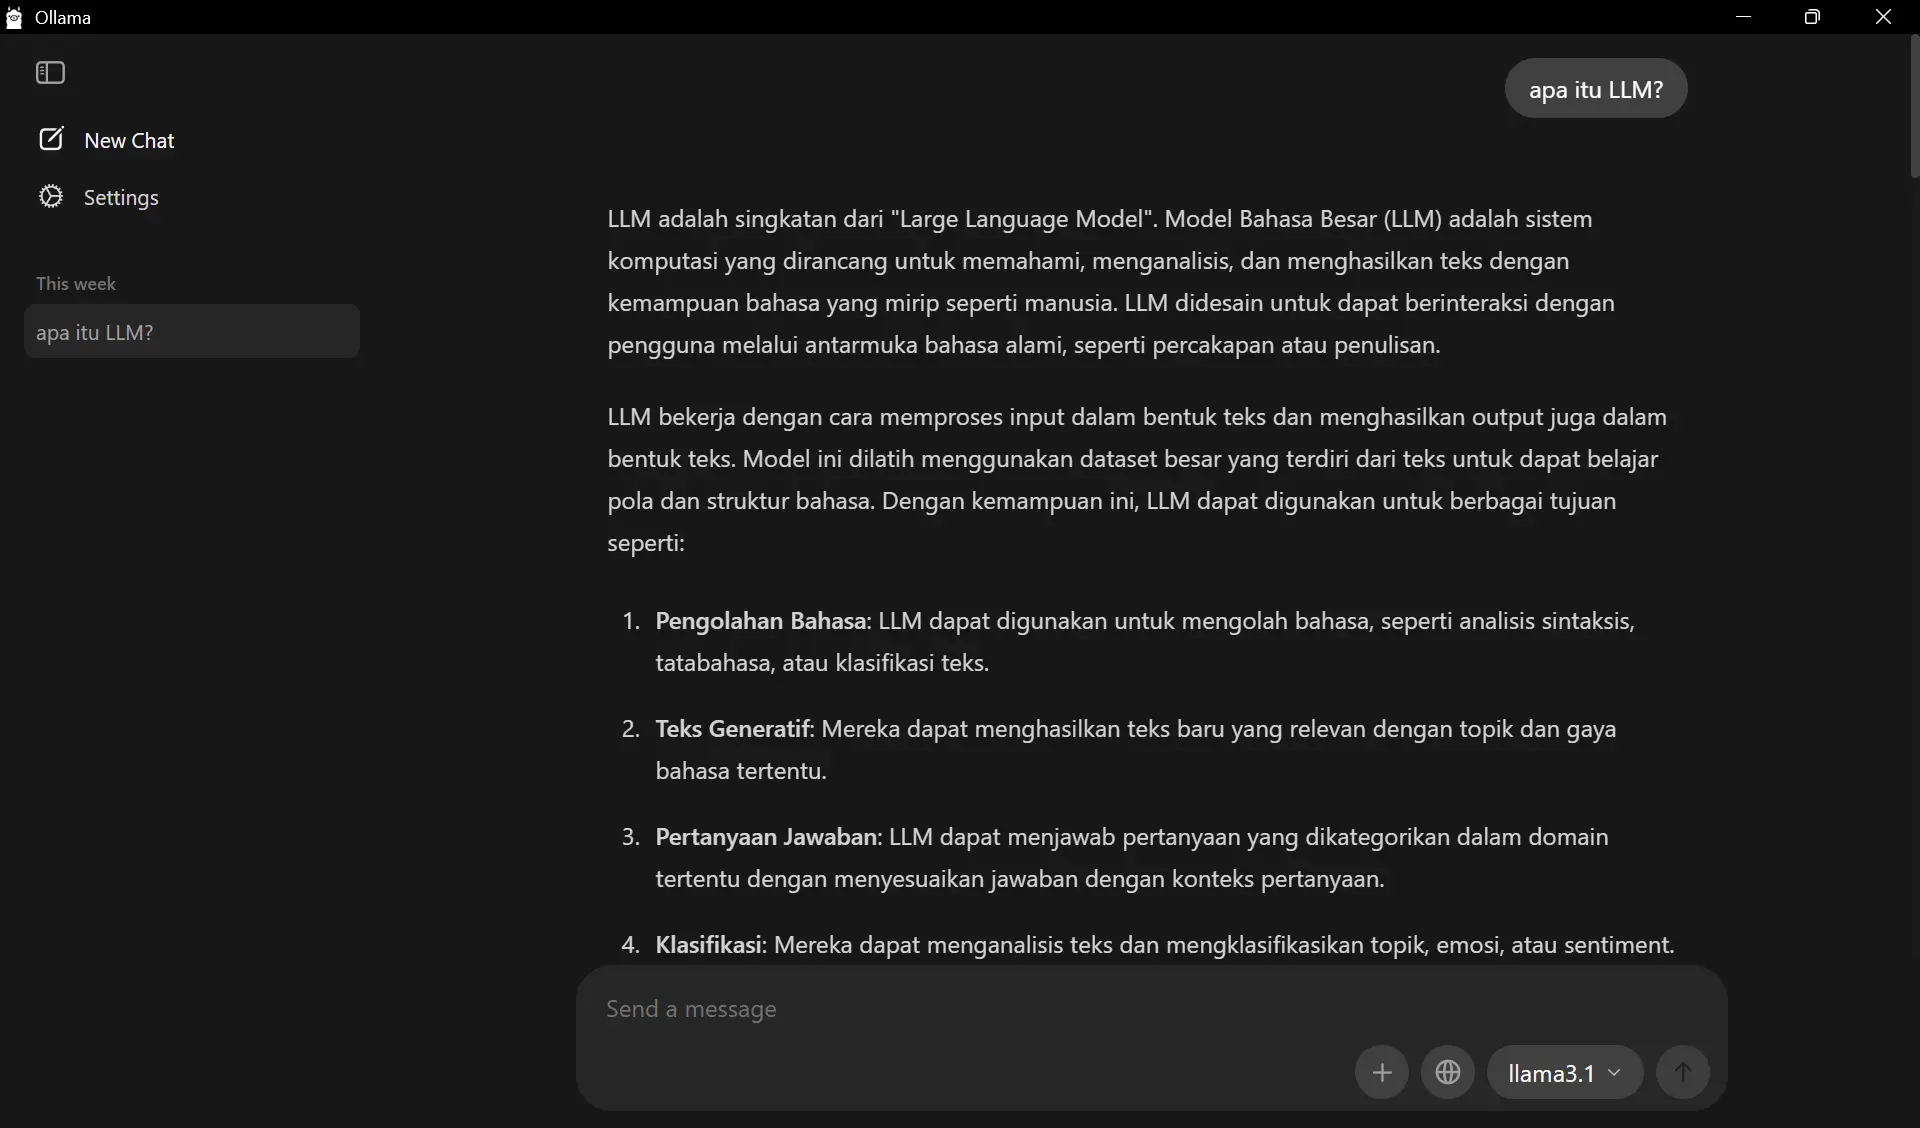 Ollama
New Chat
Settings
This week
apa itu LLM?
apa itu LLM?
LLM adalah singkatan dari "Large Language Model". Model Bahasa Besar (LLM) adalah sistem
komputasi yang dirancang untuk memahami, menganalisis, dan menghasilkan teks dengan
kemampuan bahasa yang mirip seperti manusia. LLM didesain untuk dapat berinteraksi dengan
pengguna melalui antarmuka bahasa alami, seperti percakapan atau penulisan.
LLM bekerja dengan cara memproses input dalam bentuk teks dan menghasilkan output juga dalam
bentuk teks. Model ini dilatih menggunakan dataset besar yang terdiri dari teks untuk dapat belajar
pola dan struktur bahasa. Dengan kemampuan ini, LLM dapat digunakan untuk berbagai tujuan
seperti:
1. Pengolahan Bahasa: LLM dapat digunakan untuk mengolah bahasa, seperti analisis sintaksis,
tatabahasa, atau klasifikasi teks.
2. Teks Generatif: Mereka dapat menghasilkan teks baru yang relevan dengan topik dan gaya
bahasa tertentu.
3. Pertanyaan Jawaban: LLM dapat menjawab pertanyaan yang dikategorikan dalam domain
tertentu dengan menyesuaikan jawaban dengan konteks pertanyaan.
4. Klasifikasi: Mereka dapat menganalisis teks dan mengklasifikasikan topik, emosi, atau sentiment.
Send a message
llama3.1